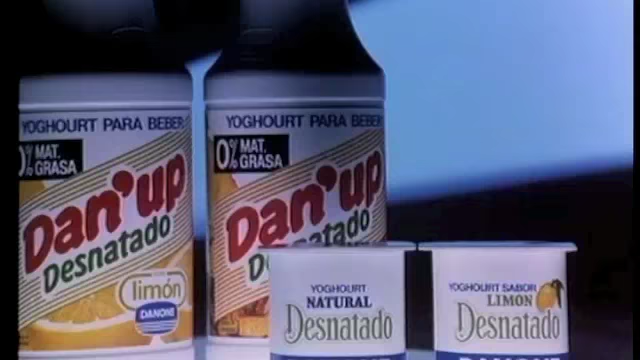 YOGHOURT PARA BEBER
0% MAT.
GRASA
Dan'up
Desnatado
limón
DANONE
YOGHOURT PARA BEBER
0% MAT.
GRASA
Dan'up
Desnatado
YOGHOURT
NATURAL
Desnatado
YOGHOURT SABOR
LIMON
Desnatado
DANONE